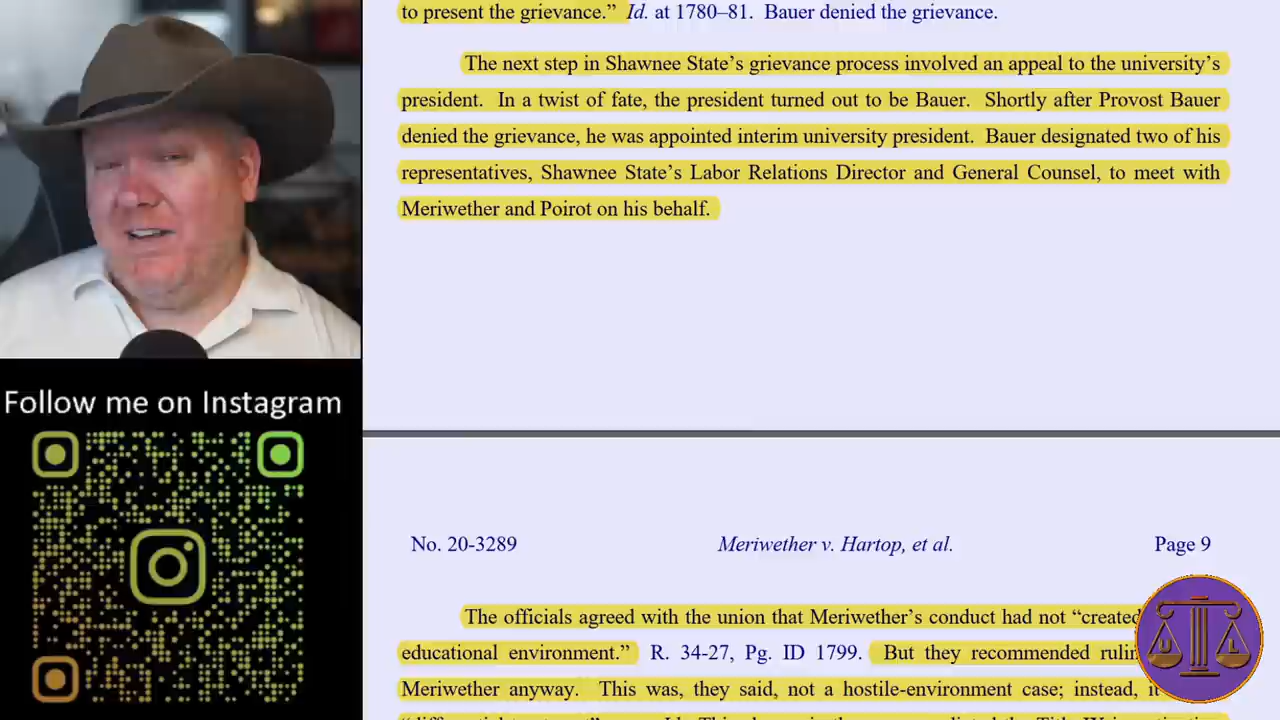 to present the grievance.” Id. at 1780–81. Bauer denied the grievance.
The next step in Shawnee State’s grievance process involved an appeal to the university’s
president. In a twist of fate, the president turned out to be Bauer. Shortly after Provost Bauer
denied the grievance, he was appointed interim university president. Bauer designated two of his
representatives, Shawnee State’s Labor Relations Director and General Counsel, to meet with
Meriwether and Poirot on his behalf.
Follow me on Instagram
No. 20-3289 Meriwether v. Hartop, et al. Page 9
The officials agreed with the union that Meriwether’s conduct had not “created
educational environment.” R. 34-27, Pg. ID 1799. But they recommended
Meriwether anyway. This was, they said, not a hostile-environment case; instead, it